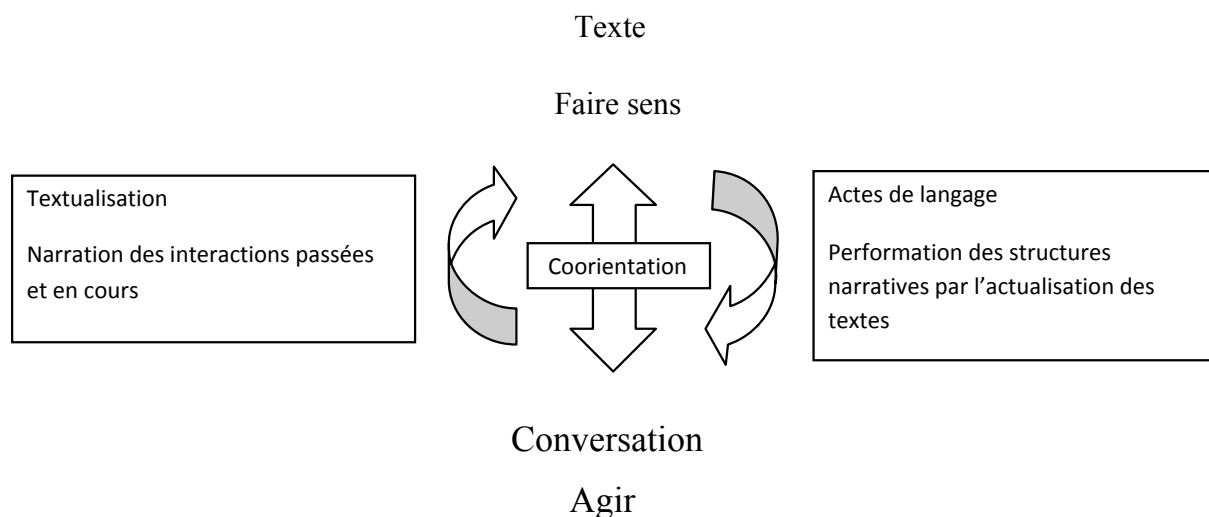 Texte
Faire sens
Textualisation
Narration des interactions passées
et en cours
Coorientation
Actes de langage
Performation des structures
narratives par l’actualisation des
textes
Conversation
Agir